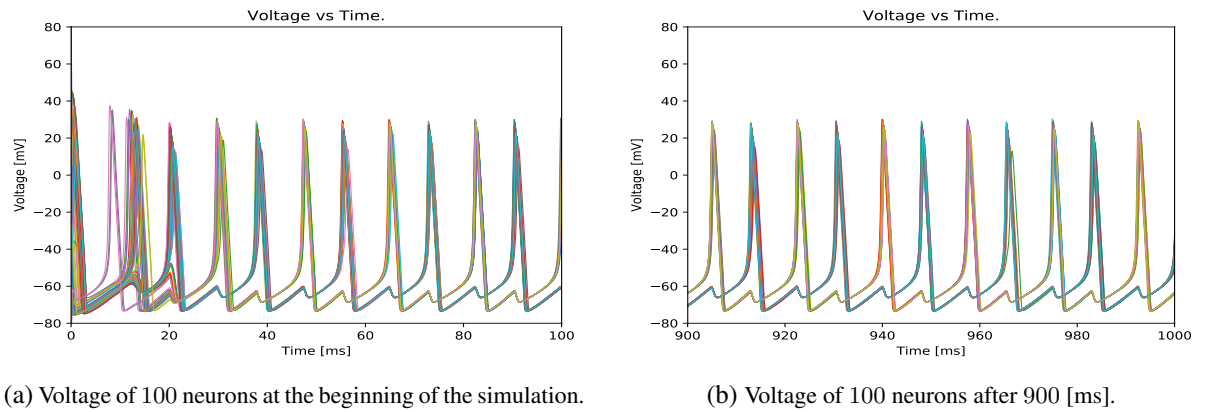 Voltage vs Time.
80
60
40
20
0
−20
−40
−60
−80
Voltage [mV]
0 20 40 60 80 100
Time [ms]
(a) Voltage of 100 neurons at the beginning of the simulation.
Voltage vs Time.
80
60
40
20
0
−20
−40
−60
−80
Voltage [mV]
900 920 940 960 980 1000
Time [ms]
(b) Voltage of 100 neurons after 900 [ms].